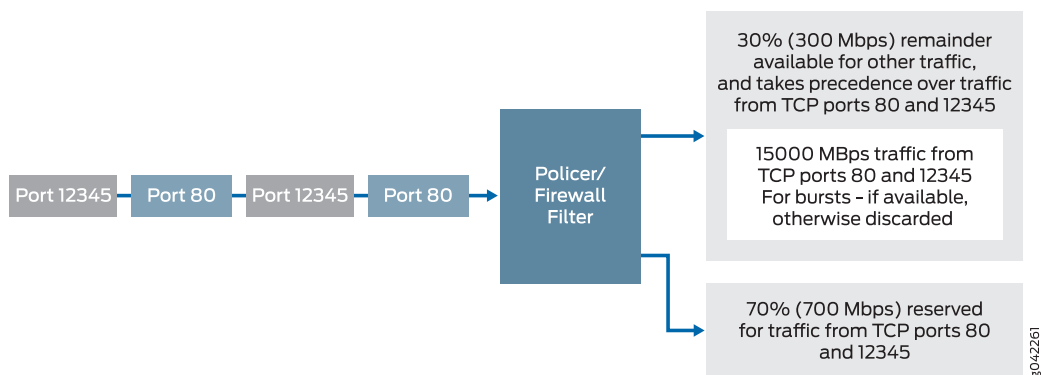 Port 12345
Port 80
Port 12345
Port 80
Policer/
Firewall
Filter
30% (300 Mbps) remainder
available for other traffic,
and takes precedence over traffic
from TCP ports 80 and 12345
15000 MBps traffic from
TCP ports 80 and 12345
For bursts - if available,
otherwise discarded
70% (700 Mbps) reserved
for traffic from TCP ports 80
and 12345
g042261